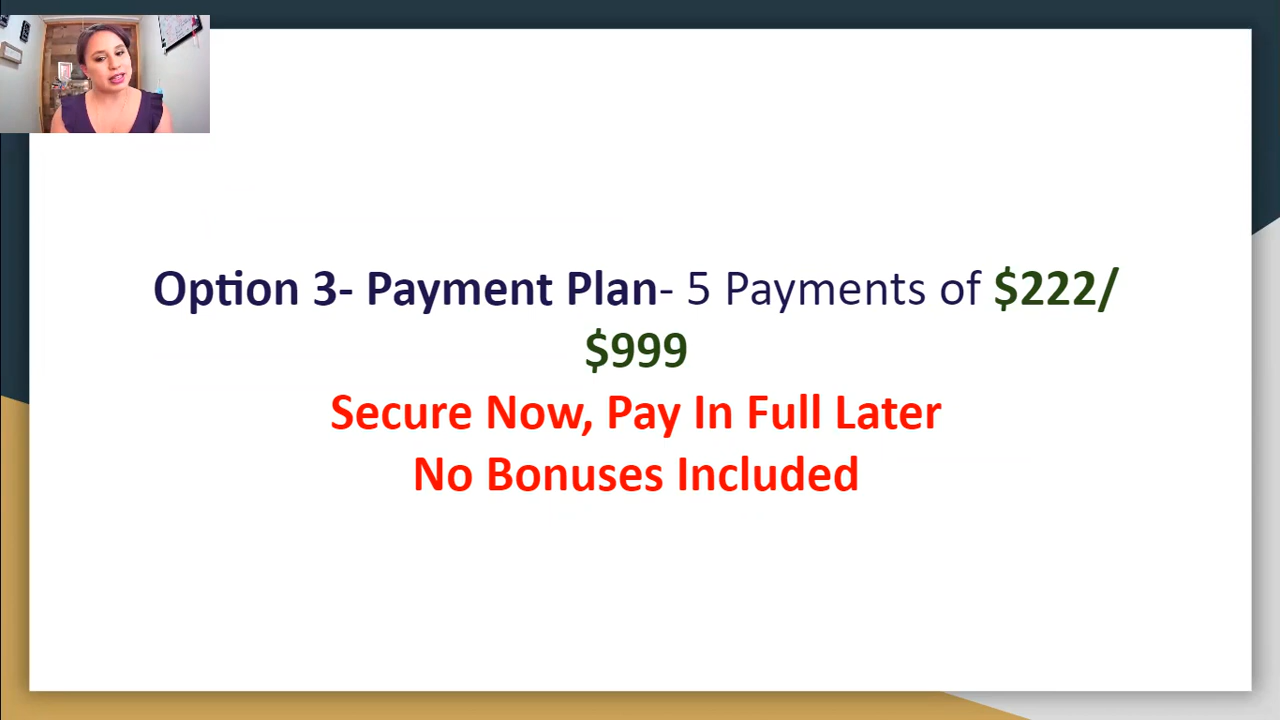 Option 3- Payment Plan- 5 Payments of $222/
$999
Secure Now, Pay In Full Later
No Bonuses Included